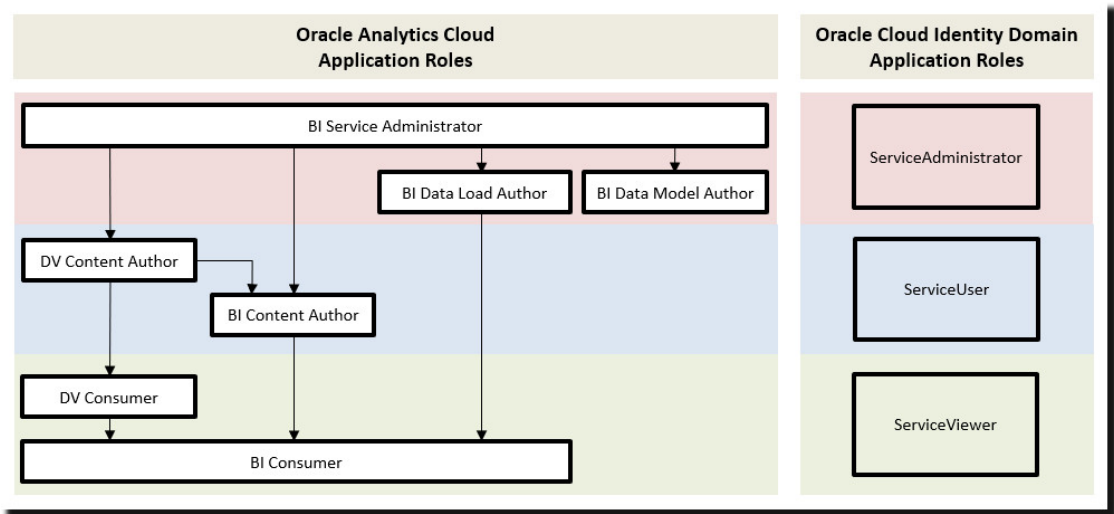 Oracle Analytics Cloud
Application Roles
Oracle Cloud Identity Domain
Application Roles
BI Service Administrator
BI Data Load Author
BI Data Model Author
ServiceAdministrator
DV Content Author
BI Content Author
ServiceUser
DV Consumer
BI Consumer
ServiceViewer